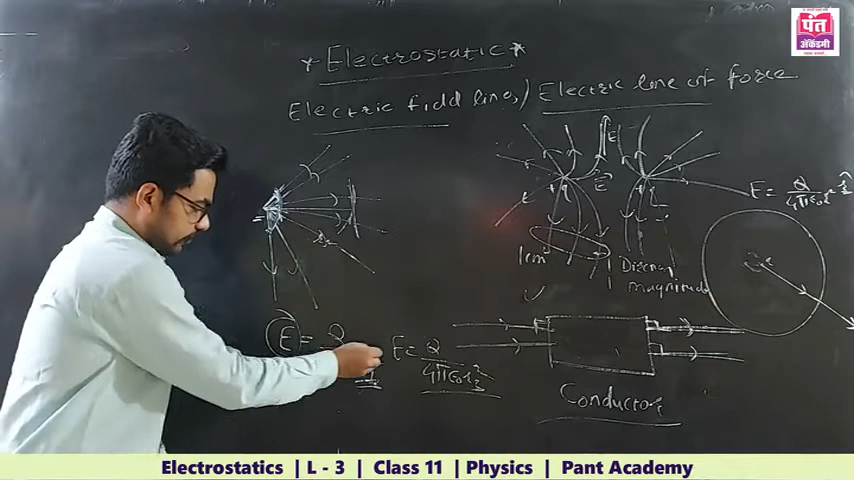 पंत
अ‍ॅकॅडमी
* Electrostatic *
Electric field lines / Electric line of force
E
E
+q
1cm²
Direction
magnitude
E = Q / 4πε₀r² r̂
E = Q
E = Q / 4πε₀r²
Conductor
Electrostatics | L - 3 | Class 11 | Physics | Pant Academy